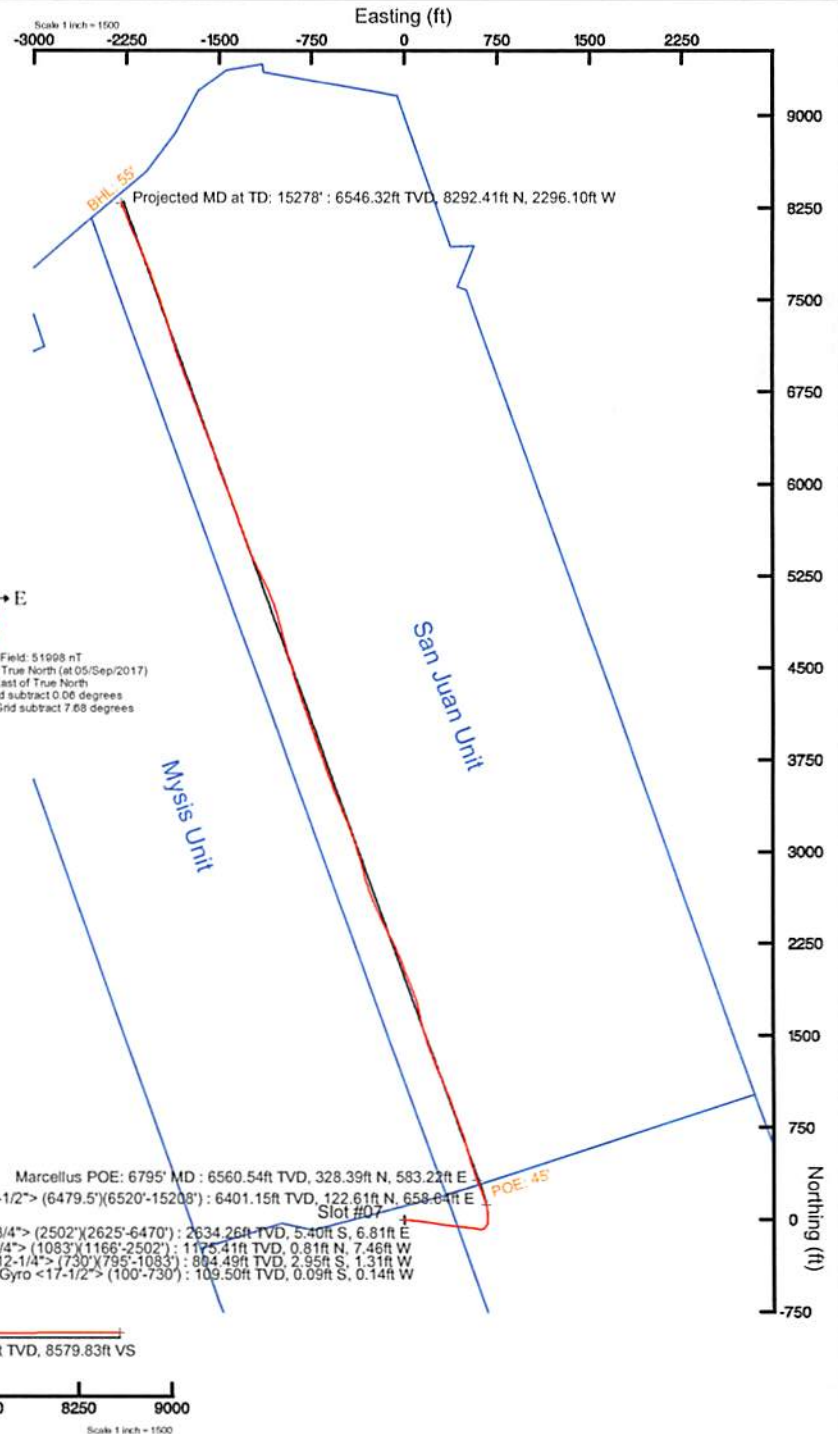 Scale 1 inch = 1500
Easting (ft)
-3000 -2250 -1500 -750 0 750 1500 2250
9000
BHL: 55'
Projected MD at TD: 15278' : 6546.32ft TVD, 8292.41ft N, 2296.10ft W
8250
7500
6750
6000
5250
E
Field: 51998 nT
True North (at 05/Sep/2017)
ast of True North
d subtract 0.06 degrees
Grid subtract 7.68 degrees
San Juan Unit
4500
Mysis Unit
3750
3000
2250
1500
750
Marcellus POE: 6795' MD : 6560.54ft TVD, 328.39ft N, 583.22ft E
POE: 45'
-1/2"> (6479.5')(6520'-15208') : 6401.15ft TVD, 122.61ft N, 658.64ft E
Slot #07
0
Northing (ft)
3/4"> (2502')(2625'-6470') : 2634.26ft TVD, 5.40ft S, 6.81ft E
/4"> (1083')(1166'-2502') : 1175.41ft TVD, 0.81ft N, 7.46ft W
12-1/4"> (730')(795'-1083') : 804.49ft TVD, 2.95ft S, 1.31ft W
Gyro <17-1/2"> (100'-730') : 109.50ft TVD, 0.09ft S, 0.14ft W
-750
t TVD, 8579.83ft VS
0 8250 9000
Scale 1 inch = 1500